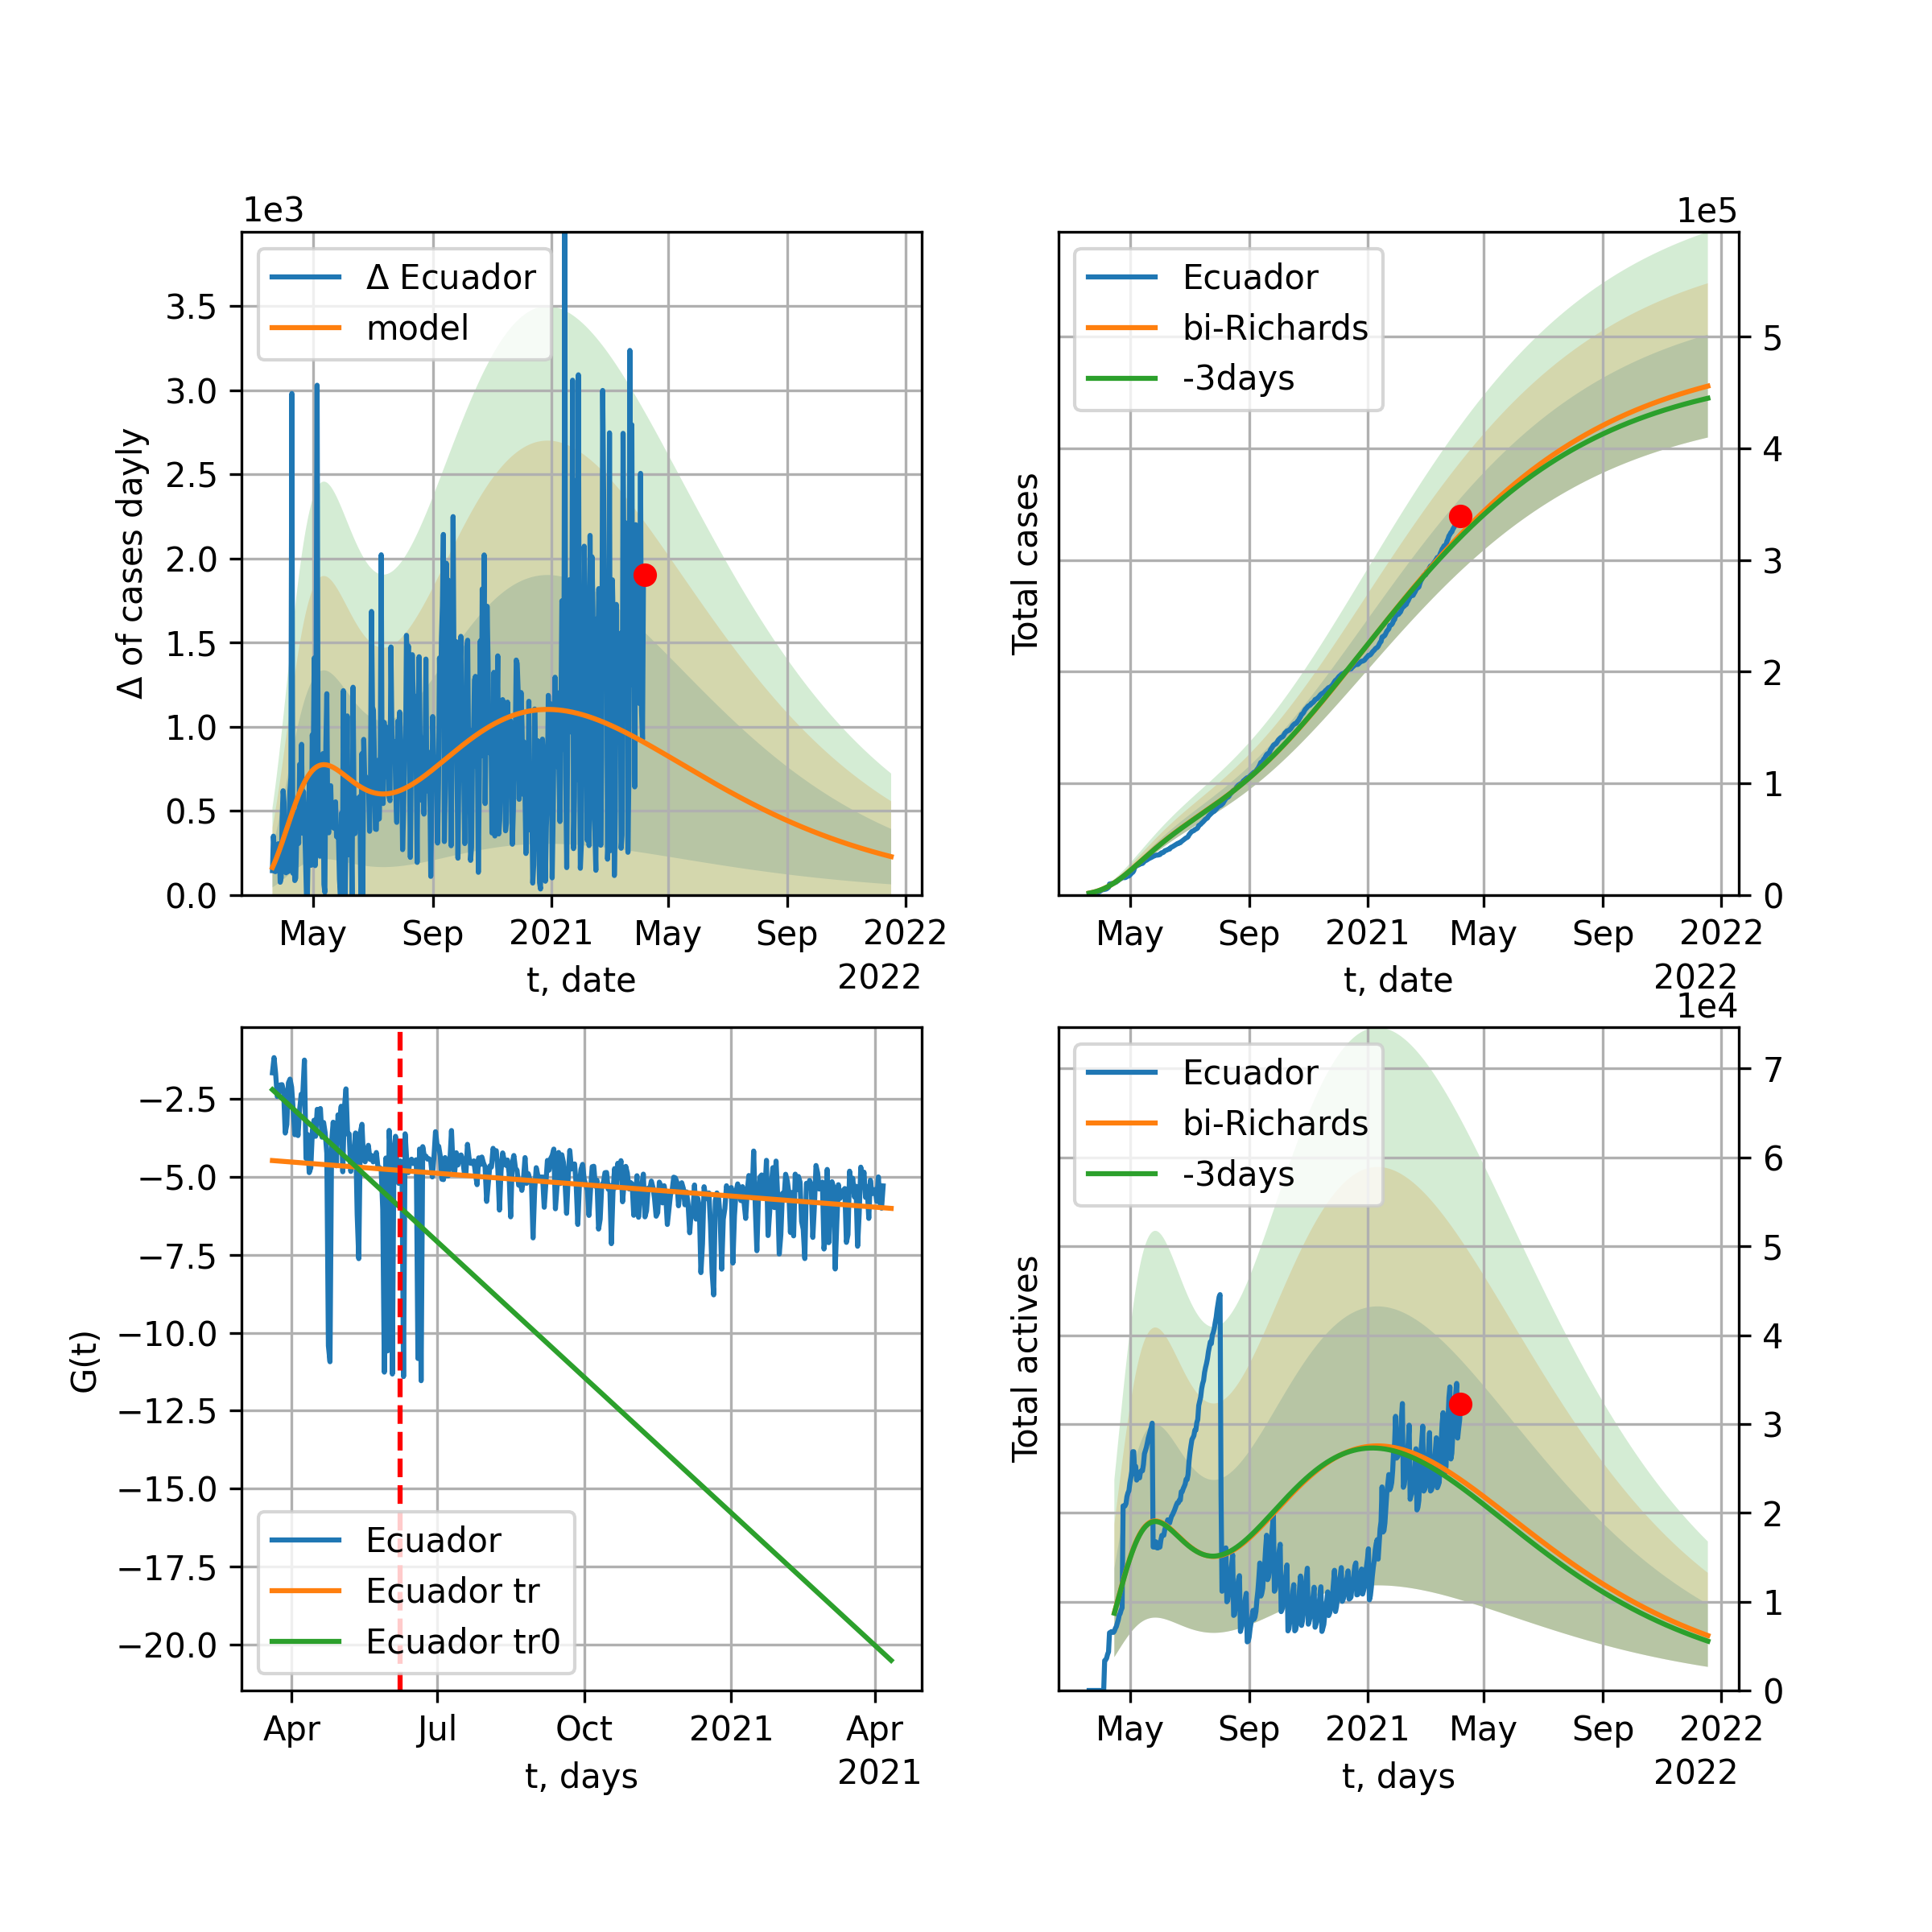 1e3
Δ Ecuador
model
3.5
3.0
2.5
2.0
1.5
1.0
0.5
0.0
Δ of cases dayly
May Sep 2021 May Sep 2022
t, date
2022
1e5
Ecuador
bi-Richards
-3days
5
4
3
2
1
0
Total cases
May Sep 2021 May Sep 2022
t, date
2022
−2.5
−5.0
−7.5
−10.0
−12.5
−15.0
−17.5
−20.0
G(t)
Ecuador
Ecuador tr
Ecuador tr0
Apr Jul Oct 2021 Apr
t, days
2021
1e4
Ecuador
bi-Richards
-3days
7
6
5
4
3
2
1
0
Total actives
May Sep 2021 May Sep 2022
t, days
2022